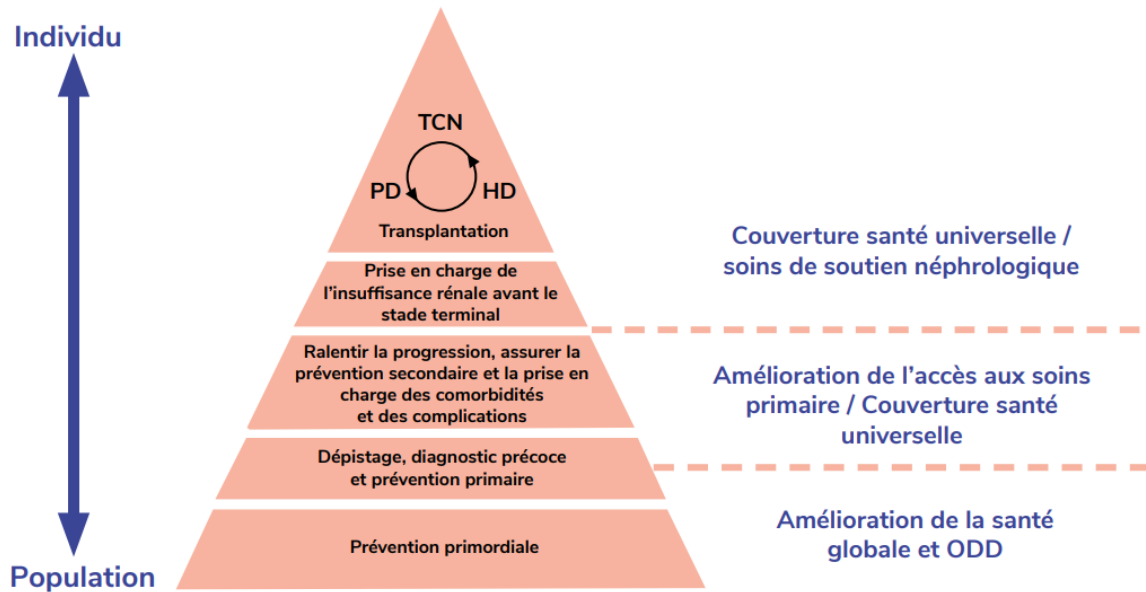 Individu
TCN
PD
HD
Transplantation
Prise en charge de
l'insuffisance rénale avant le
stade terminal
Couverture santé universelle /
soins de soutien néphrologique
Ralentir la progression, assurer la
prévention secondaire et la prise en
charge des comorbidités
et des complications
Amélioration de l'accès aux soins
primaire / Couverture santé
universelle
Dépistage, diagnostic précoce
et prévention primaire
Prévention primordiale
Amélioration de la santé
globale et ODD
Population